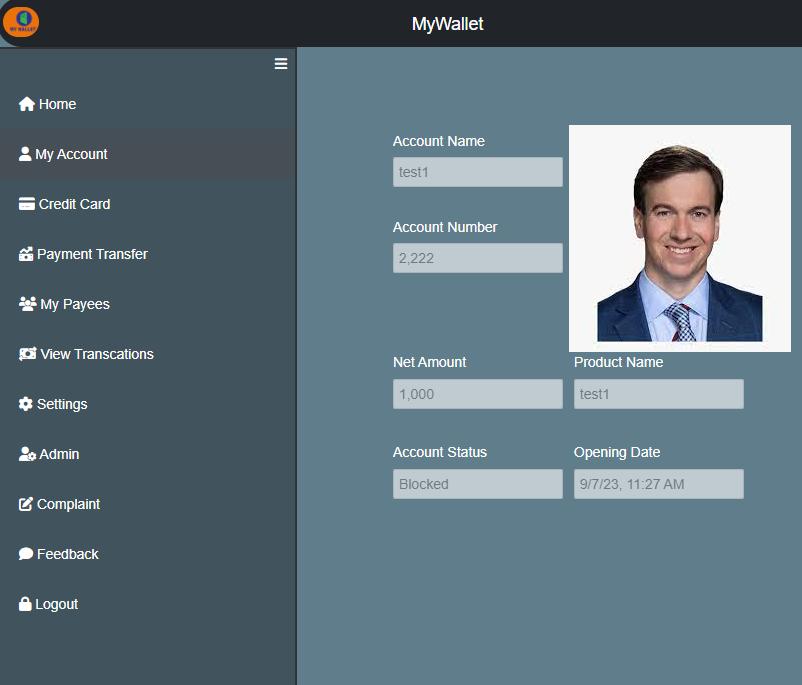 MY WALLET
MyWallet
Home
My Account
Credit Card
Payment Transfer
My Payees
View Transcations
Settings
Admin
Complaint
Feedback
Logout
Account Name
test1
Account Number
2,222
Net Amount
Product Name
1,000
test1
Account Status
Opening Date
Blocked
9/7/23, 11:27 AM